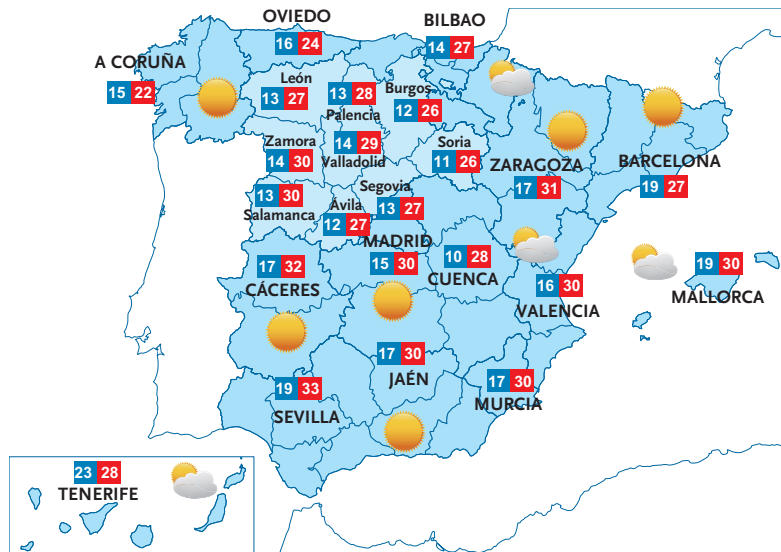 OVIEDO
16 24
BILBAO
14 27
A CORUÑA
15 22
León
13 27
13 28
Palencia
Burgos
12 26
Zamora
14 30
14 29
Valladolid
Soria
11 26
ZARAGOZA
17 31
BARCELONA
19 27
13 30
Salamanca
Ávila
12 27
Segovia
13 27
MADRID
15 30
10 28
CUENCA
17 32
CÁCERES
16 30
VALENCIA
19 30
MALLORCA
17 30
JAÉN
17 30
MURCIA
19 33
SEVILLA
23 28
TENERIFE